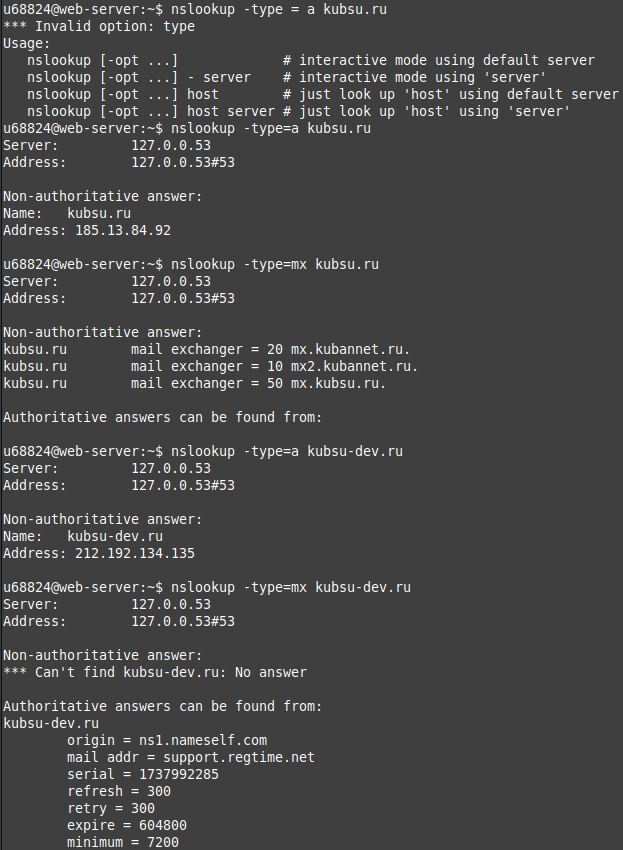 u68824@web-server:~$ nslookup -type = a kubsu.ru
*** Invalid option: type
Usage:
   nslookup [-opt ...]             # interactive mode using default server
   nslookup [-opt ...] - server    # interactive mode using 'server'
   nslookup [-opt ...] host        # just look up 'host' using default server
   nslookup [-opt ...] host server # just look up 'host' using 'server'
u68824@web-server:~$ nslookup -type=a kubsu.ru
Server:         127.0.0.53
Address:        127.0.0.53#53

Non-authoritative answer:
Name:   kubsu.ru
Address: 185.13.84.92

u68824@web-server:~$ nslookup -type=mx kubsu.ru
Server:         127.0.0.53
Address:        127.0.0.53#53

Non-authoritative answer:
kubsu.ru        mail exchanger = 20 mx.kubannet.ru.
kubsu.ru        mail exchanger = 10 mx2.kubannet.ru.
kubsu.ru        mail exchanger = 50 mx.kubsu.ru.

Authoritative answers can be found from:

u68824@web-server:~$ nslookup -type=a kubsu-dev.ru
Server:         127.0.0.53
Address:        127.0.0.53#53

Non-authoritative answer:
Name:   kubsu-dev.ru
Address: 212.192.134.135

u68824@web-server:~$ nslookup -type=mx kubsu-dev.ru
Server:         127.0.0.53
Address:        127.0.0.53#53

Non-authoritative answer:
*** Can't find kubsu-dev.ru: No answer

Authoritative answers can be found from:
kubsu-dev.ru
        origin = ns1.nameself.com
        mail addr = support.regtime.net
        serial = 1737992285
        refresh = 300
        retry = 300
        expire = 604800
        minimum = 7200